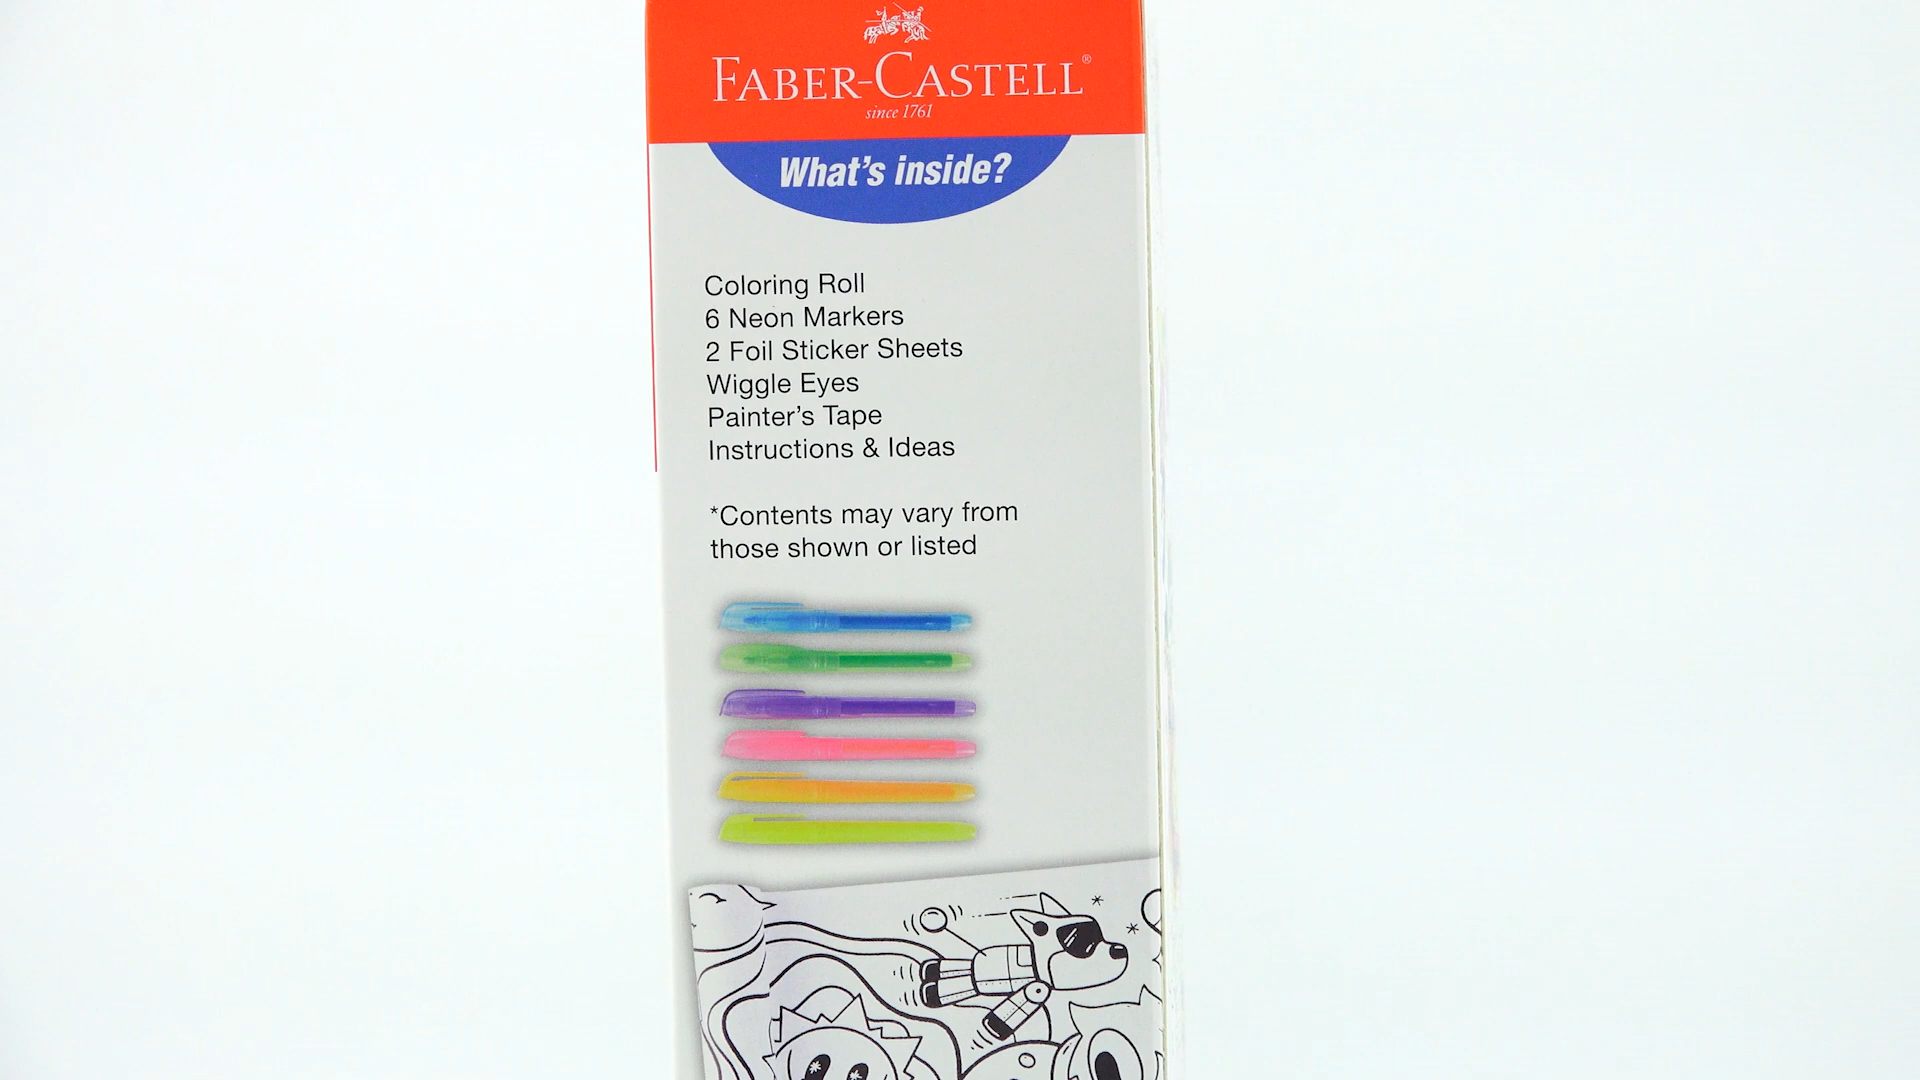 FABER-CASTELL®
since 1761
What's inside?
Coloring Roll
6 Neon Markers
2 Foil Sticker Sheets
Wiggle Eyes
Painter's Tape
Instructions & Ideas
*Contents may vary from
those shown or listed